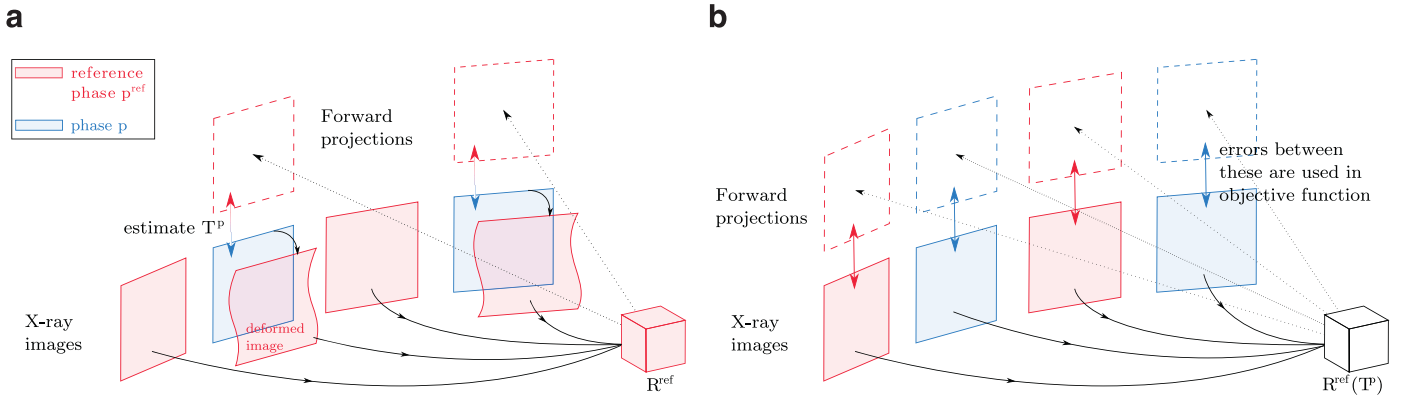 a
reference
phase p^ref
phase p
Forward
projections
estimate T^p
X-ray
images
deformed
image
R^ref
b
Forward
projections
errors between
these are used in
objective function
X-ray
images
R^ref(T^p)